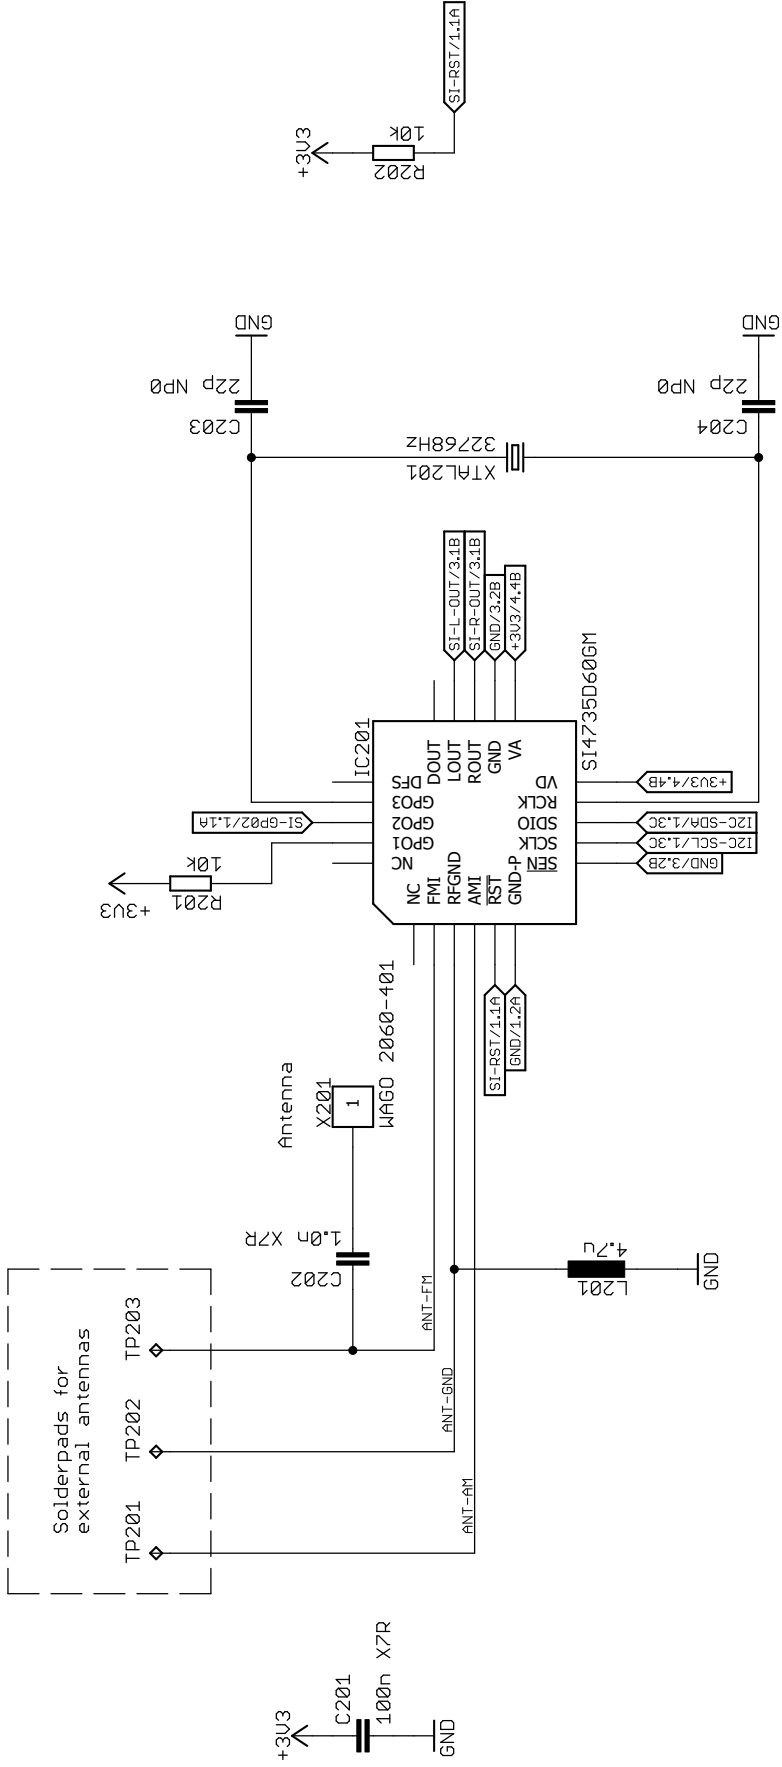 SI-RST/1.1A
+3V3
10k
R202
GND
22p NP0
C203
GND
22p NP0
C204
32768Hz
XTAL201
SI-L-OUT/3.1B
SI-R-OUT/3.1B
GND/3.2B
+3V3/4.4B
IC201
SI4735D60GM
DOUT
LOUT
ROUT
GND
VA
DFS
GPO3
GPO2
GPO1
NC
VD
RCLK
SDIO
SCLK
SEN
NC
FMI
RFGND
AMI
RST
GND-P
SI-GPO2/1.1A
10k
R201
+3V3
+3V3/4.4B
I2C-SDA/1.3C
I2C-SCL/1.3C
GND/3.2B
SI-RST/1.1A
GND/1.2A
Antenna
X201
1
WAGO 2060-401
1.0n X7R
C202
4.7u
L201
GND
ANT-FM
ANT-GND
ANT-AM
Solderpads for
external antennas
TP203
TP202
TP201
+3V3
C201
100n X7R
GND